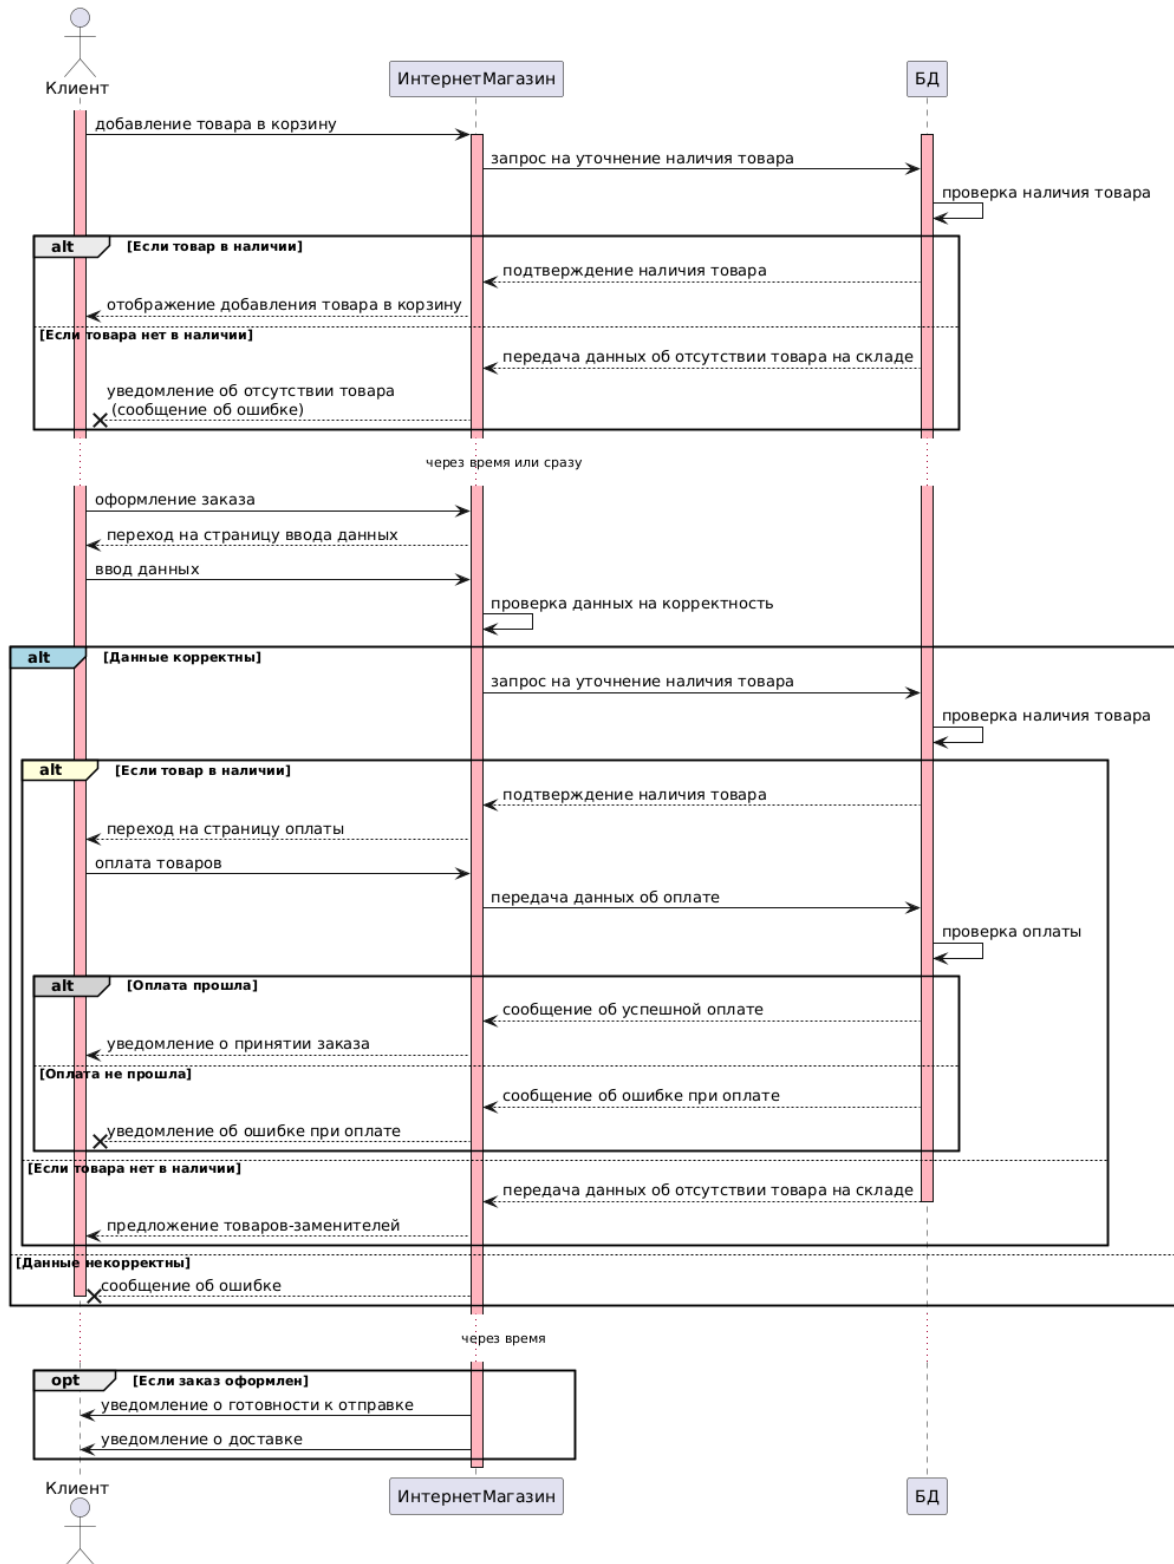 Клиент
ИнтернетМагазин
БД
добавление товара в корзину
запрос на уточнение наличия товара
проверка наличия товара
alt
[Если товар в наличии]
подтверждение наличия товара
отображение добавления товара в корзину
[Если товара нет в наличии]
передача данных об отсутствии товара на складе
уведомление об отсутствии товара
(сообщение об ошибке)
через время или сразу
оформление заказа
переход на страницу ввода данных
ввод данных
проверка данных на корректность
alt
[Данные корректны]
запрос на уточнение наличия товара
проверка наличия товара
alt
[Если товар в наличии]
подтверждение наличия товара
переход на страницу оплаты
оплата товаров
передача данных об оплате
проверка оплаты
alt
[Оплата прошла]
сообщение об успешной оплате
уведомление о принятии заказа
[Оплата не прошла]
сообщение об ошибке при оплате
уведомление об ошибке при оплате
[Если товара нет в наличии]
передача данных об отсутствии товара на складе
предложение товаров-заменителей
[Данные некорректны]
сообщение об ошибке
через время
opt
[Если заказ оформлен]
уведомление о готовности к отправке
уведомление о доставке
Клиент
ИнтернетМагазин
БД